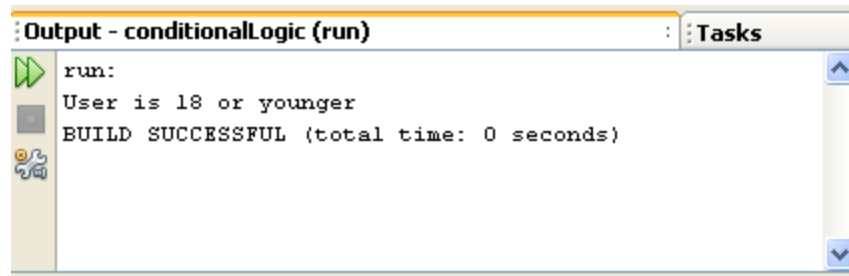 Output - conditionalLogic (run)
Tasks
run:
User is 18 or younger
BUILD SUCCESSFUL (total time: 0 seconds)